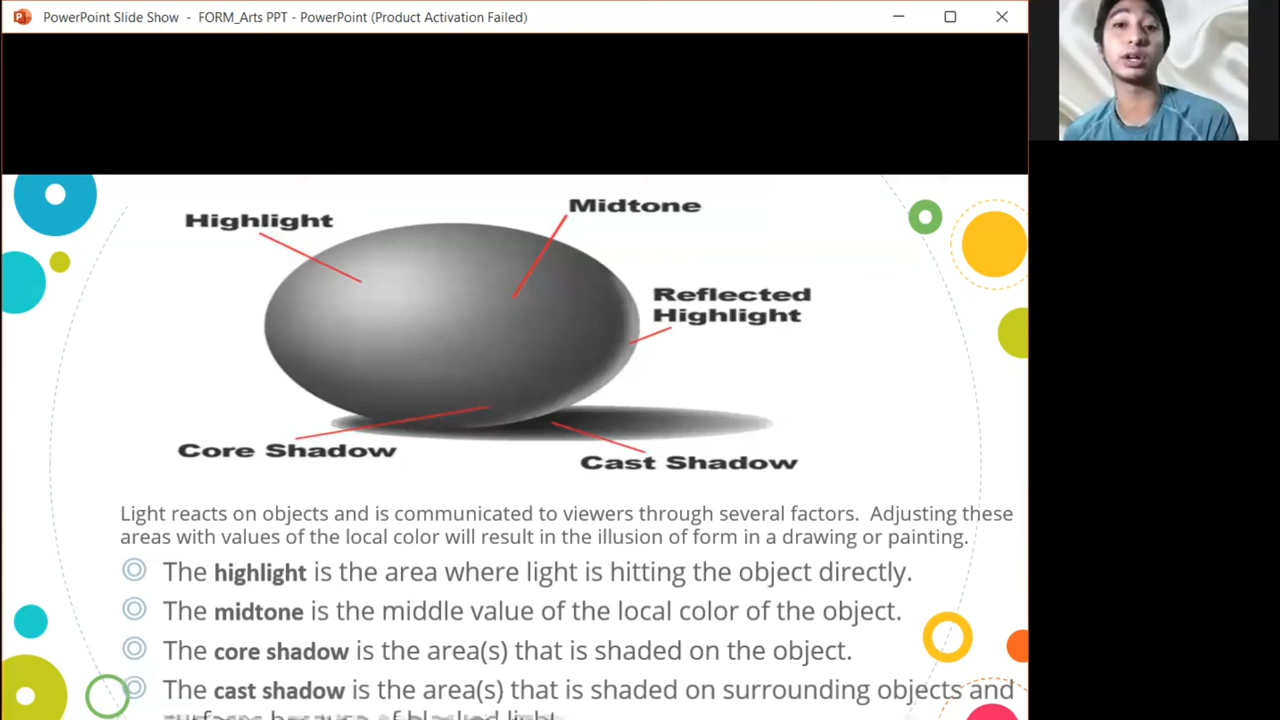 PowerPoint Slide Show - FORM_Arts PPT - PowerPoint (Product Activation Failed)
Highlight
Midtone
Reflected
Highlight
Core Shadow
Cast Shadow
Light reacts on objects and is communicated to viewers through several factors. Adjusting these
areas with values of the local color will result in the illusion of form in a drawing or painting.
The highlight is the area where light is hitting the object directly.
The midtone is the middle value of the local color of the object.
The core shadow is the area(s) that is shaded on the object.
The cast shadow is the area(s) that is shaded on surrounding objects and
surfaces because of blocked light.